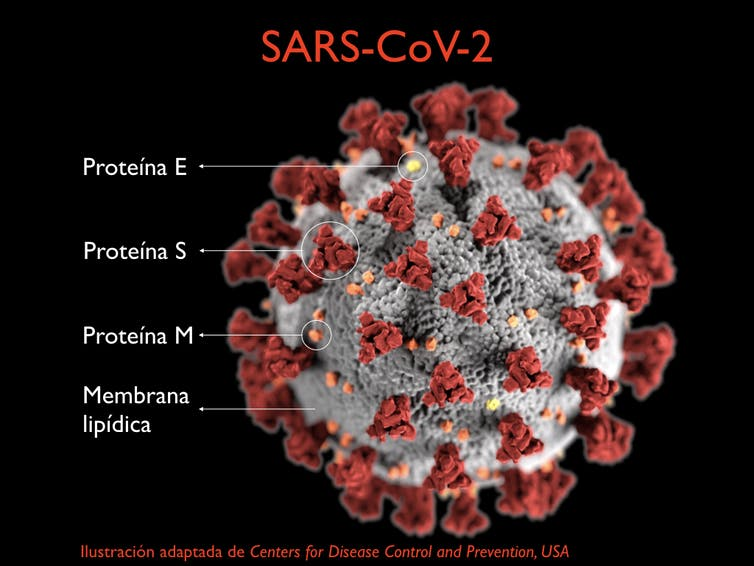 SARS-CoV-2
Proteína E
Proteína S
Proteína M
Membrana
lipídica
Ilustración adaptada de Centers for Disease Control and Prevention, USA